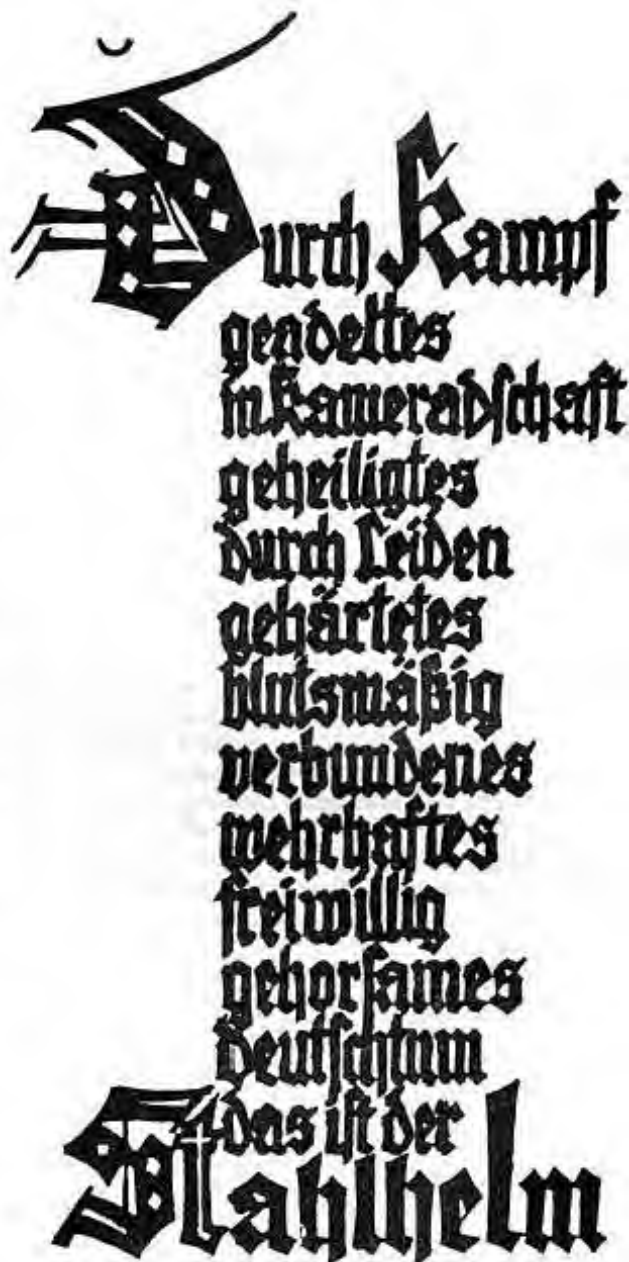 Durch Kampf
geadeltes
in Kameradschaft
geheiligtes
durch Leiden
gehärtetes
blutsmäßig
verbundenes
wehrhaftes
freiwillig
gehorsames
Deutschtum
das ist der
Stahlhelm